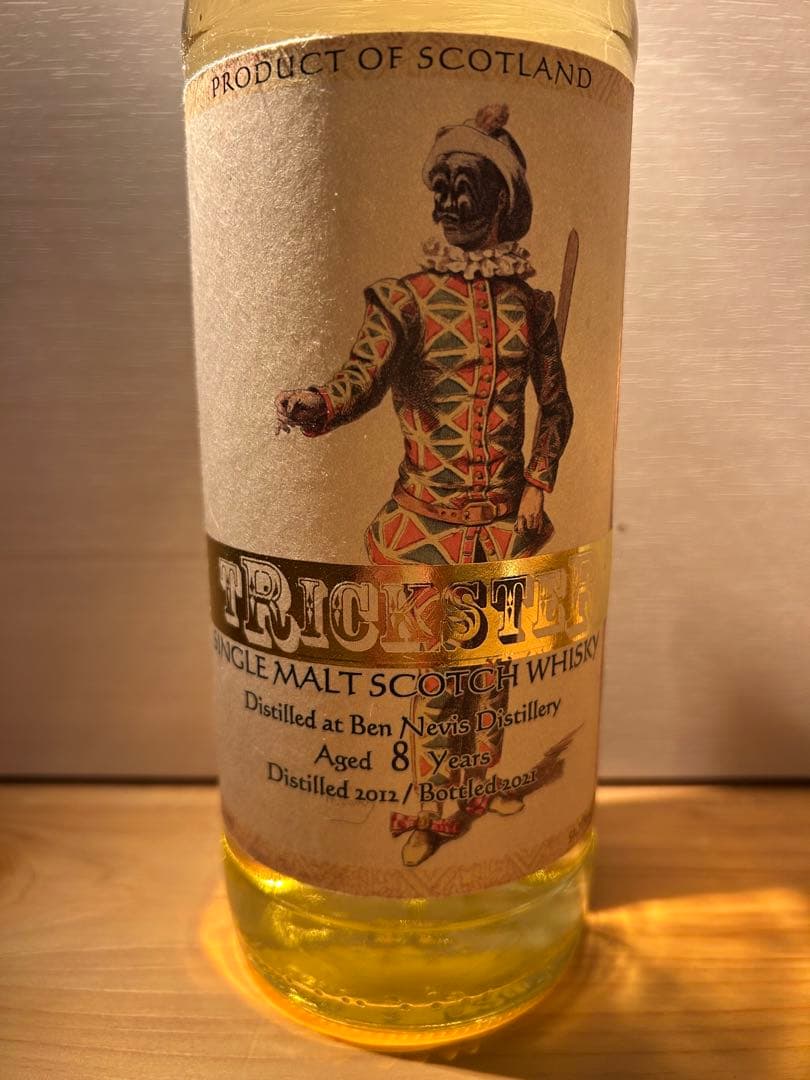 PRODUCT OF SCOTLAND
TRICKSTER
SINGLE MALT SCOTCH WHISKY
Distilled at Ben Nevis Distillery
Aged 8 Years
Distilled 2012 / Bottled 2021